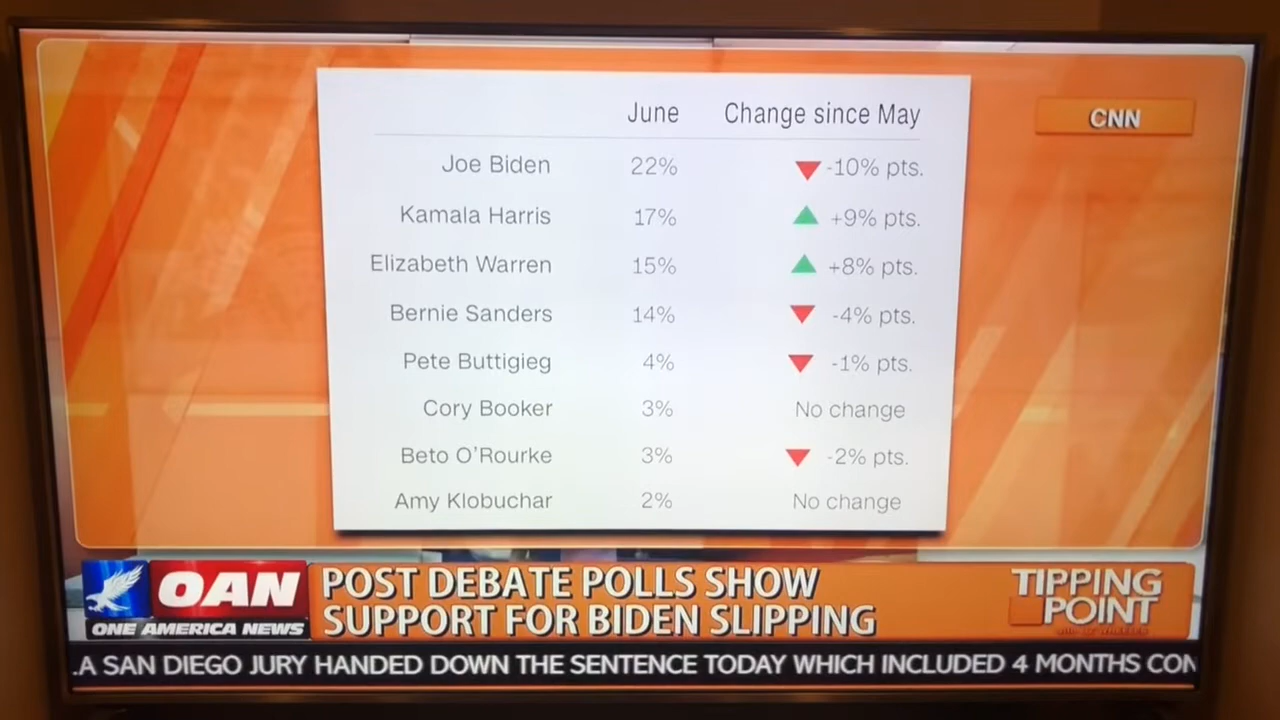 June Change since May
CNN
Joe Biden 22% -10% pts.
Kamala Harris 17% +9% pts.
Elizabeth Warren 15% +8% pts.
Bernie Sanders 14% -4% pts.
Pete Buttigieg 4% -1% pts.
Cory Booker 3% No change
Beto O'Rourke 3% -2% pts.
Amy Klobuchar 2% No change
OAN
ONE AMERICA NEWS
POST DEBATE POLLS SHOW
SUPPORT FOR BIDEN SLIPPING
TIPPING
POINT
.A SAN DIEGO JURY HANDED DOWN THE SENTENCE TODAY WHICH INCLUDED 4 MONTHS CON